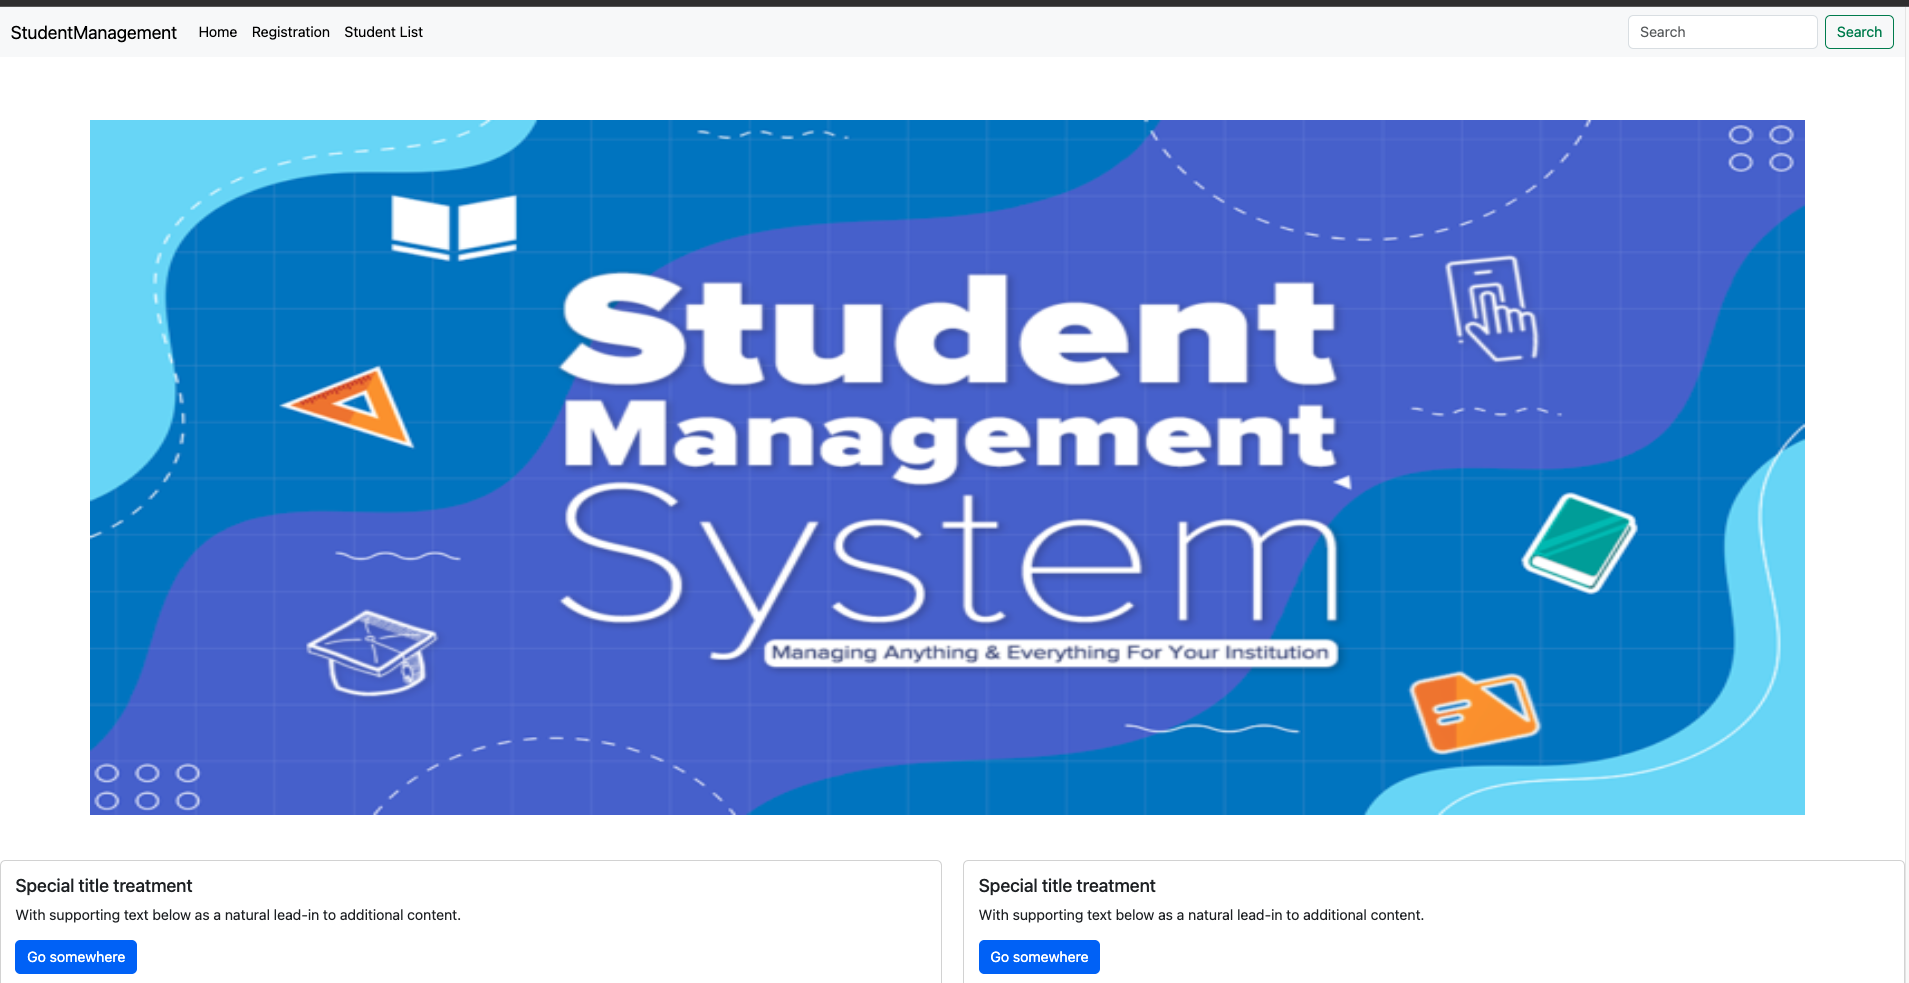 StudentManagement Home Registration Student List Search Search
Student
Management
System
Managing Anything & Everything For Your Institution
Special title treatment
With supporting text below as a natural lead-in to additional content.
Go somewhere
Special title treatment
With supporting text below as a natural lead-in to additional content.
Go somewhere